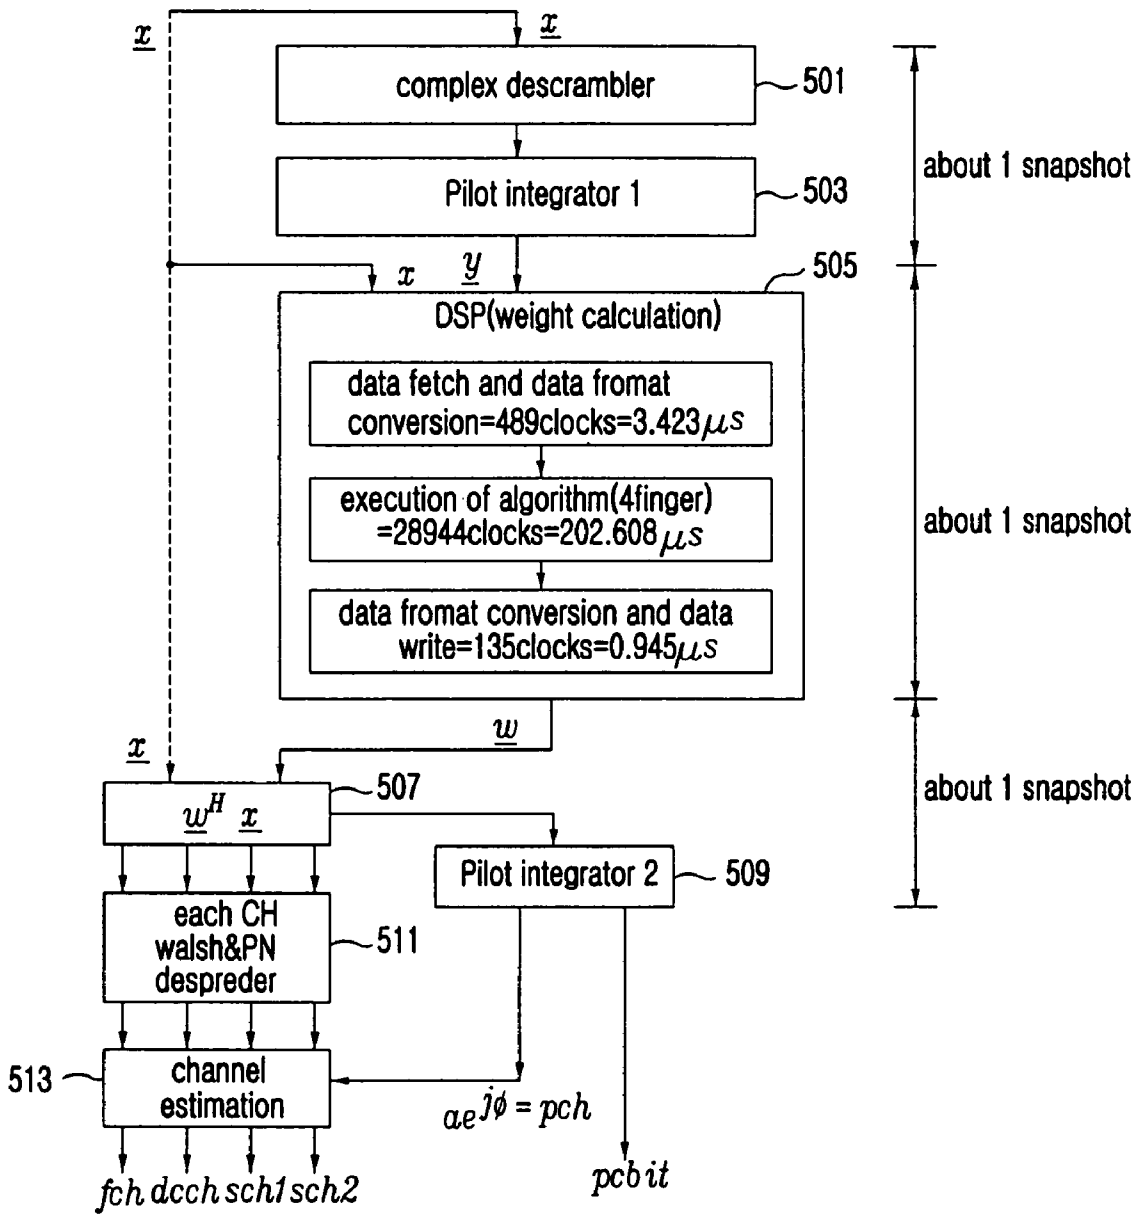 x
x
complex descrambler
501
Pilot integrator 1
503
about 1 snapshot
x
y
505
DSP(weight calculation)
data fetch and data fromat
conversion=489clocks=3.423μs
execution of algorithm(4finger)
=28944clocks=202.608μs
about 1 snapshot
data fromat conversion and data
write=135clocks=0.945μs
w
x
507
w^H x
about 1 snapshot
Pilot integrator 2
509
each CH
walsh&PN
despreder
511
513
channel
estimation
ae^jϕ = pch
fch dcch sch1 sch2
pcbit